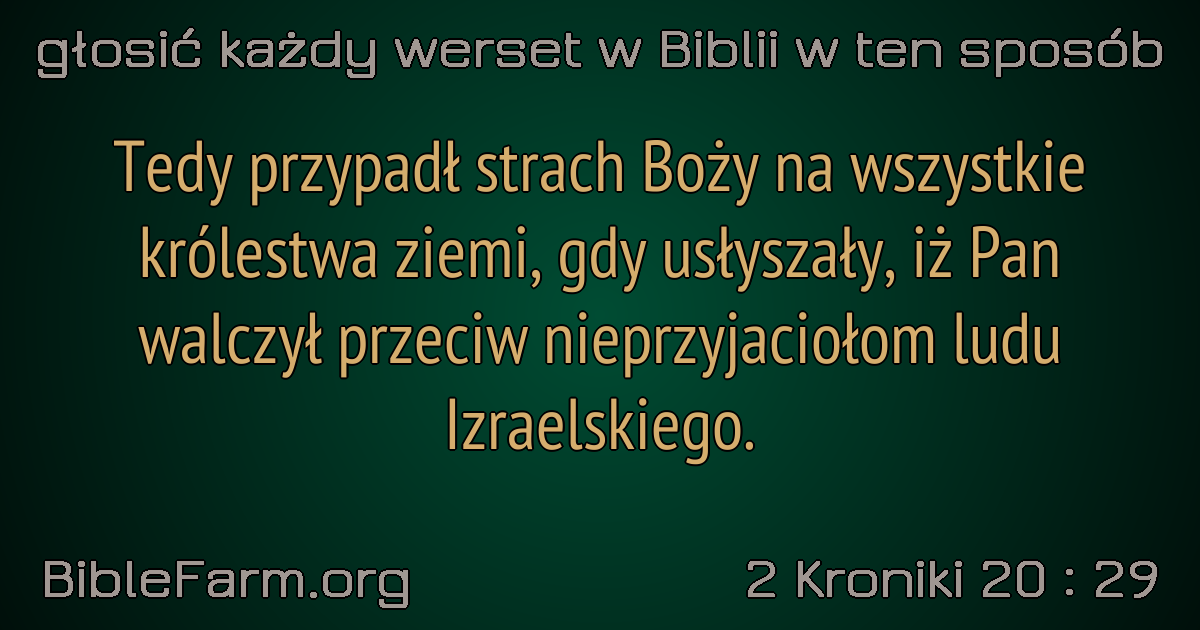 głosić każdy werset w Biblii w ten sposób
Tedy przypadł strach Boży na wszystkie
królestwa ziemi, gdy usłyszały, iż Pan
walczył przeciw nieprzyjaciołom ludu
Izraelskiego.
BibleFarm.org
2 Kroniki 20 : 29